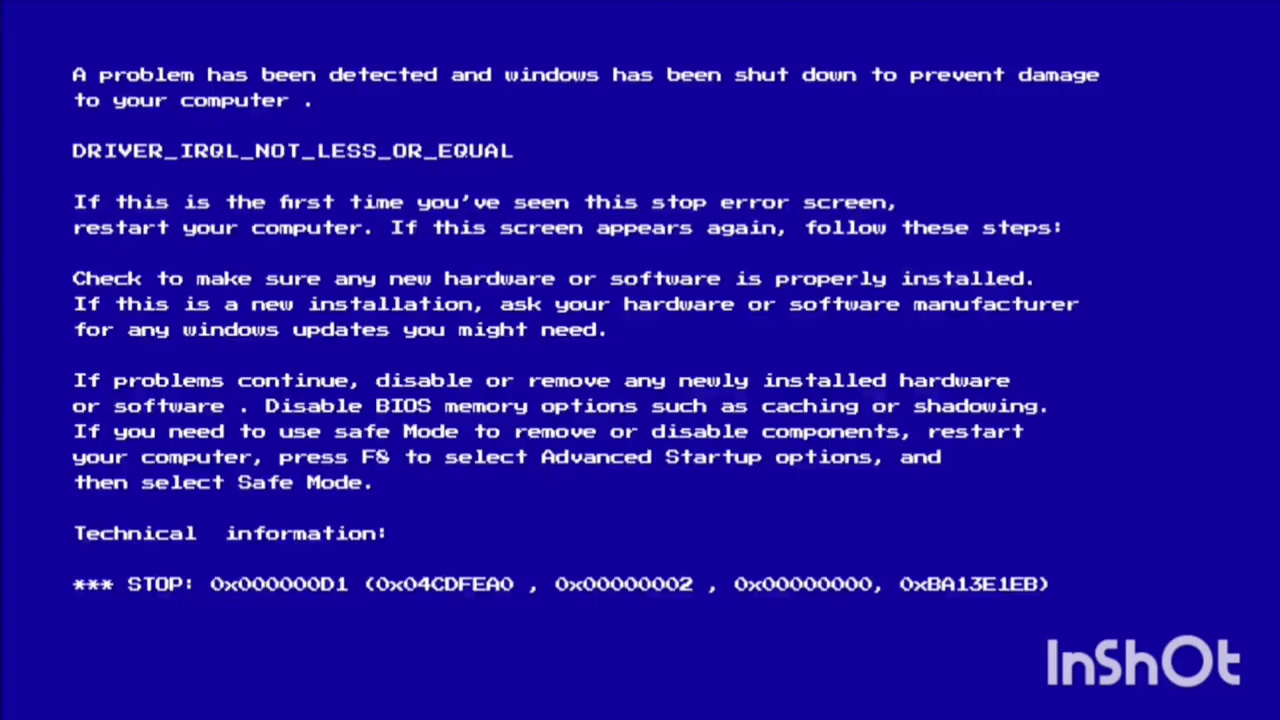 A problem has been detected and windows has been shut down to prevent damage
to your computer .
DRIVER_IRQL_NOT_LESS_OR_EQUAL
If this is the first time you've seen this stop error screen,
restart your computer. If this screen appears again, follow these steps:
Check to make sure any new hardware or software is properly installed.
If this is a new installation, ask your hardware or software manufacturer
for any windows updates you might need.
If problems continue, disable or remove any newly installed hardware
or software . Disable BIOS memory options such as caching or shadowing.
If you need to use safe Mode to remove or disable components, restart
your computer, press F8 to select Advanced Startup options, and
then select Safe Mode.
Technical information:
*** STOP: 0x000000D1 (0x04CDFEA0 , 0x00000002 , 0x00000000, 0xBA13E1EB)
InShOt